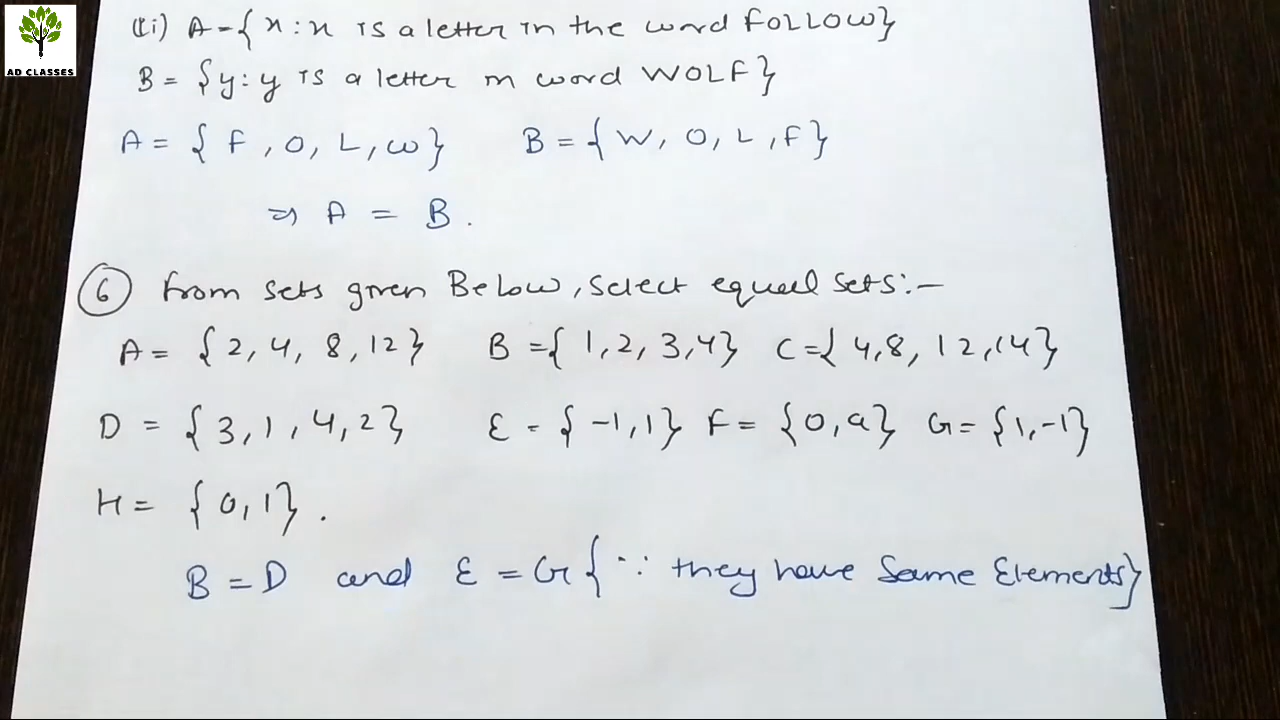 AD CLASSES
(ii) A={x : x is a letter in the word FOLLOW}
B = {y : y is a letter in word WOLF}
A = { F , O , L , W } B = { W , O , L , F }
⇒ A = B .
6 From sets given Below , Select equal sets :-
A = { 2, 4, 8, 12 } B = { 1, 2, 3, 4 } C = { 4, 8, 12, 14 }
D = { 3, 1, 4, 2 } E = { -1, 1 } F = { 0, a } G = { 1, -1 }
H = { 0, 1 } .
B = D and E = G { ∵ they have Same Elements }